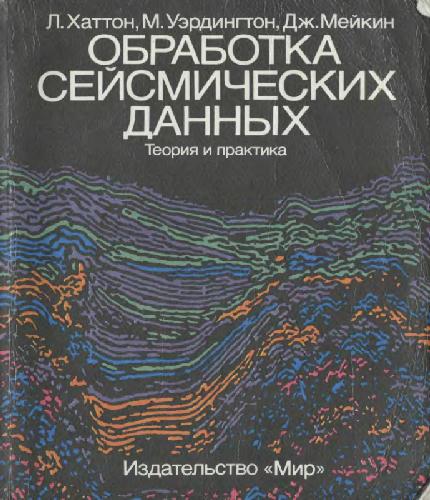 Л. Хаттон, М. Уэрдингтон, Дж. Мейкин
ОБРАБОТКА
СЕЙСМИЧЕСКИХ
ДАННЫХ
Теория и практика
Издательство «Мир»